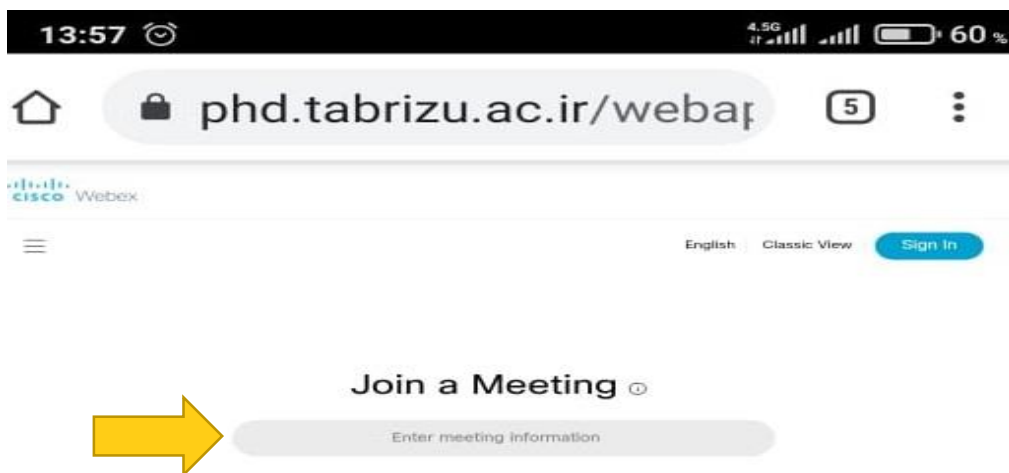 13:57 4.5G 60 %
phd.tabrizu.ac.ir/webap 5
cisco Webex
English Classic View Sign In
Join a Meeting
Enter meeting information